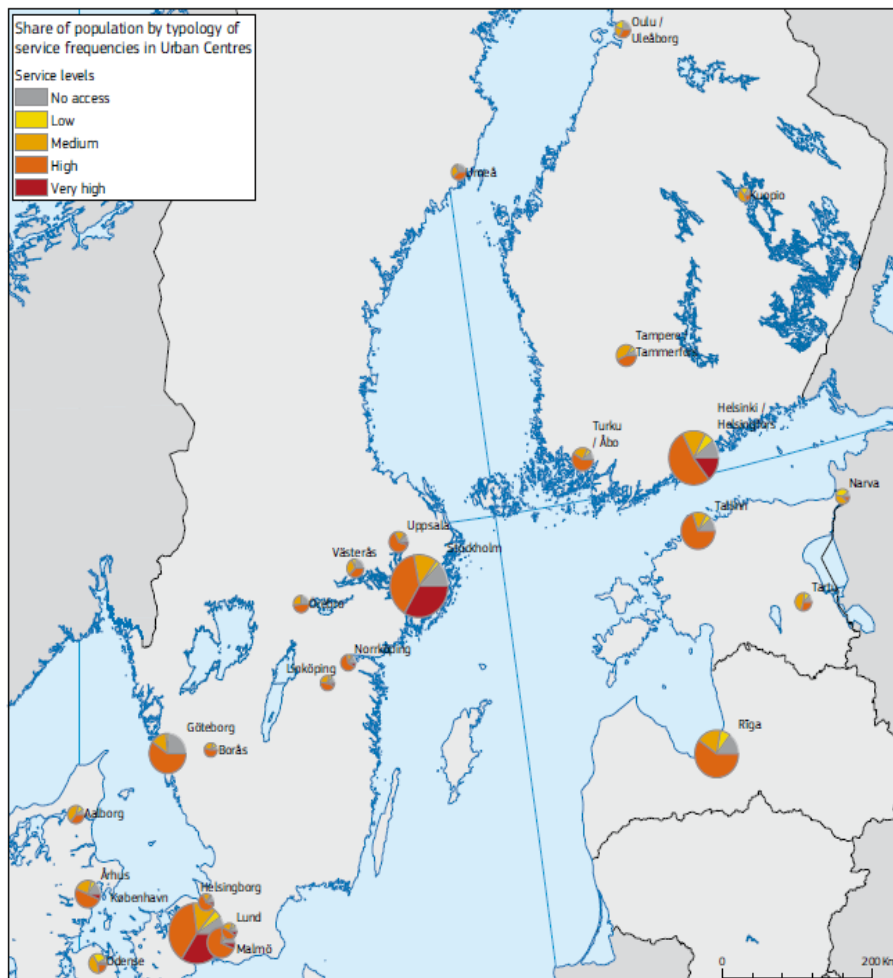 Share of population by typology of
service frequencies in Urban Centres
Service levels
No access
Low
Medium
High
Very high
Oulu /
Uleåborg
Umeå
Kuopio
Tampere
Tammerfors
Helsinki /
Helsingfors
Turku
/ Åbo
Narva
Tallinn
Uppsala
Stockholm
Västerås
Örebro
Tartu
Norrköping
Linköping
Göteborg
Borås
Rīga
Aalborg
Århus
København
Helsingborg
Lund
Malmö
Odense
0
200 K